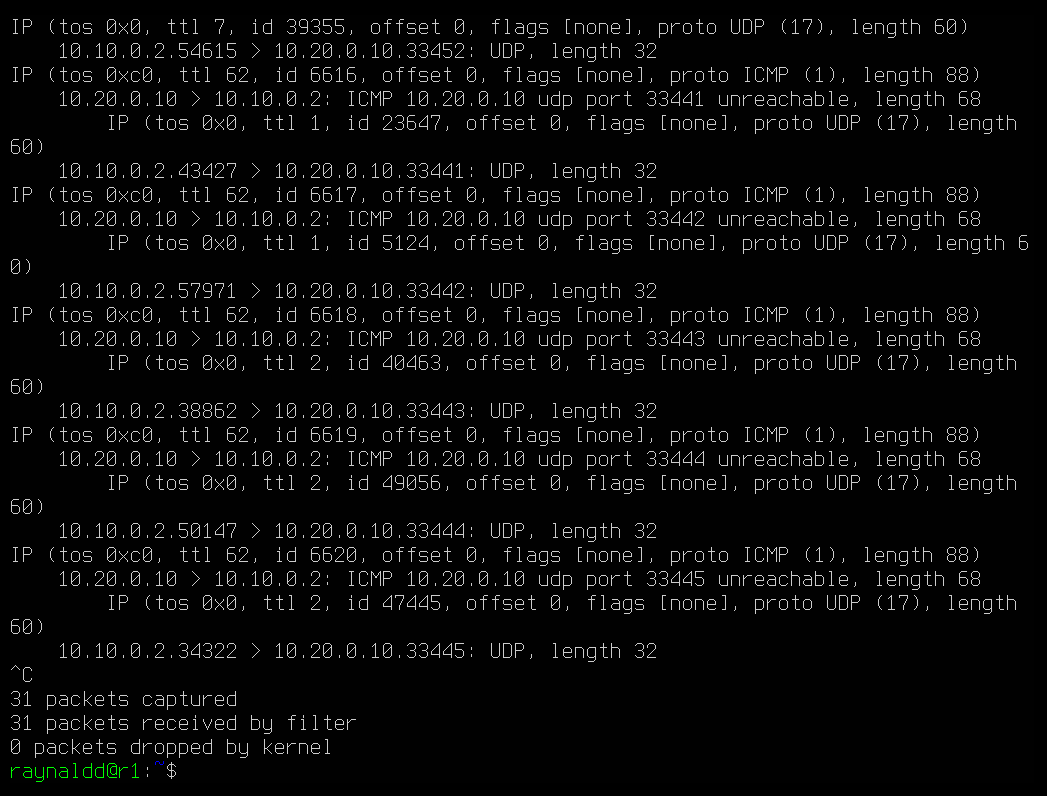 IP (tos 0x0, ttl 7, id 39355, offset 0, flags [none], proto UDP (17), length 60)
    10.10.0.2.54615 > 10.20.0.10.33452: UDP, length 32
IP (tos 0xc0, ttl 62, id 6616, offset 0, flags [none], proto ICMP (1), length 88)
    10.20.0.10 > 10.10.0.2: ICMP 10.20.0.10 udp port 33441 unreachable, length 68
        IP (tos 0x0, ttl 1, id 23647, offset 0, flags [none], proto UDP (17), length
60)
    10.10.0.2.43427 > 10.20.0.10.33441: UDP, length 32
IP (tos 0xc0, ttl 62, id 6617, offset 0, flags [none], proto ICMP (1), length 88)
    10.20.0.10 > 10.10.0.2: ICMP 10.20.0.10 udp port 33442 unreachable, length 68
        IP (tos 0x0, ttl 1, id 5124, offset 0, flags [none], proto UDP (17), length 6
0)
    10.10.0.2.57971 > 10.20.0.10.33442: UDP, length 32
IP (tos 0xc0, ttl 62, id 6618, offset 0, flags [none], proto ICMP (1), length 88)
    10.20.0.10 > 10.10.0.2: ICMP 10.20.0.10 udp port 33443 unreachable, length 68
        IP (tos 0x0, ttl 2, id 40463, offset 0, flags [none], proto UDP (17), length
60)
    10.10.0.2.38862 > 10.20.0.10.33443: UDP, length 32
IP (tos 0xc0, ttl 62, id 6619, offset 0, flags [none], proto ICMP (1), length 88)
    10.20.0.10 > 10.10.0.2: ICMP 10.20.0.10 udp port 33444 unreachable, length 68
        IP (tos 0x0, ttl 2, id 49056, offset 0, flags [none], proto UDP (17), length
60)
    10.10.0.2.50147 > 10.20.0.10.33444: UDP, length 32
IP (tos 0xc0, ttl 62, id 6620, offset 0, flags [none], proto ICMP (1), length 88)
    10.20.0.10 > 10.10.0.2: ICMP 10.20.0.10 udp port 33445 unreachable, length 68
        IP (tos 0x0, ttl 2, id 47445, offset 0, flags [none], proto UDP (17), length
60)
    10.10.0.2.34322 > 10.20.0.10.33445: UDP, length 32
^C
31 packets captured
31 packets received by filter
0 packets dropped by kernel
raynaldd@r1:~$